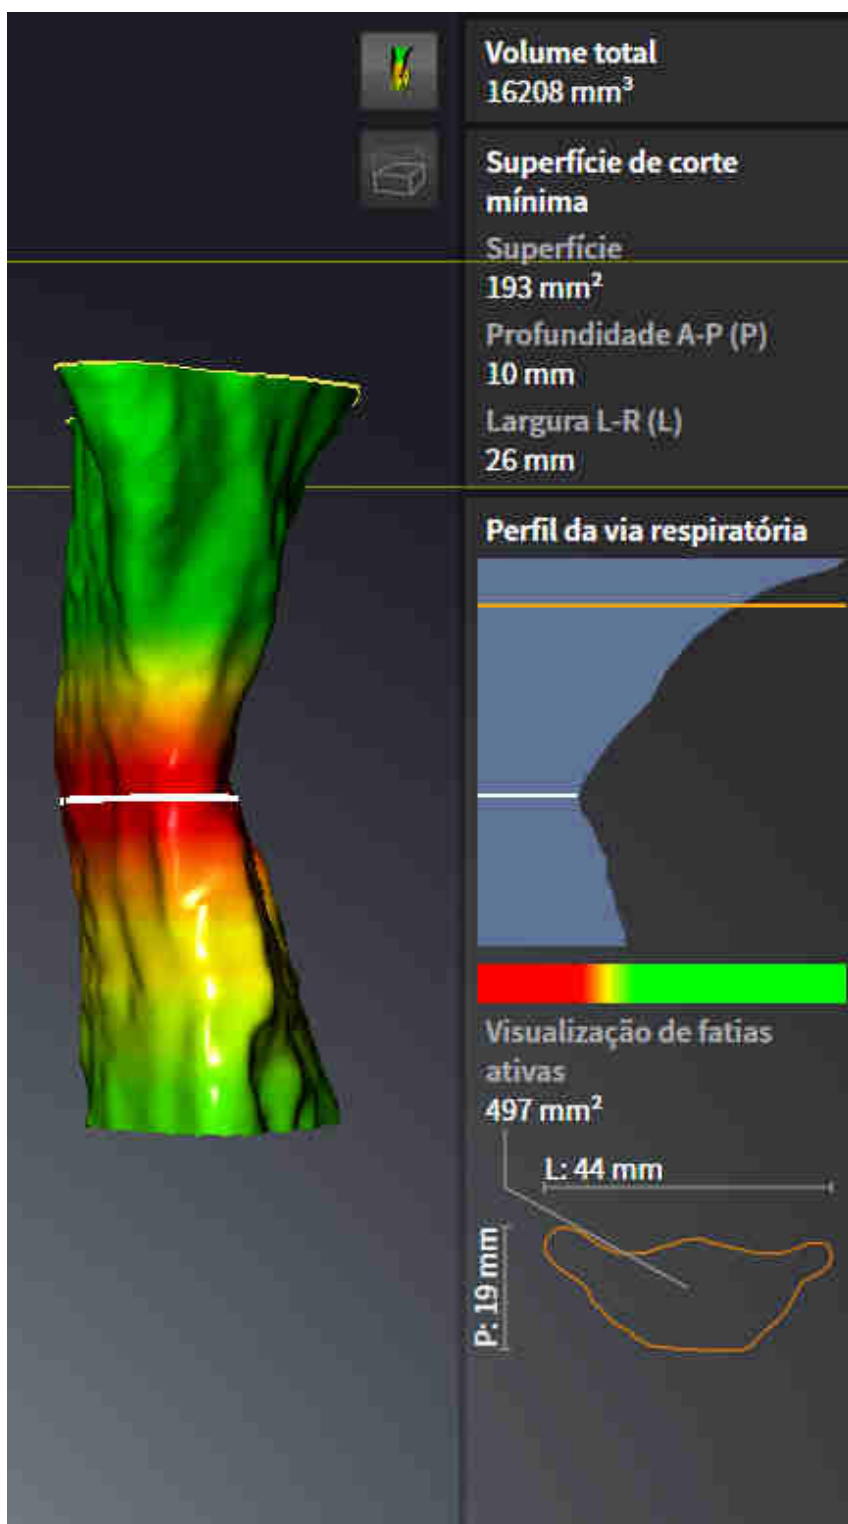 Volume total
16208 mm³
Superfície de corte
mínima
Superfície
193 mm²
Profundidade A-P (P)
10 mm
Largura L-R (L)
26 mm
Perfil da via respiratória
Visualização de fatias
ativas
497 mm²
L: 44 mm
P: 19 mm